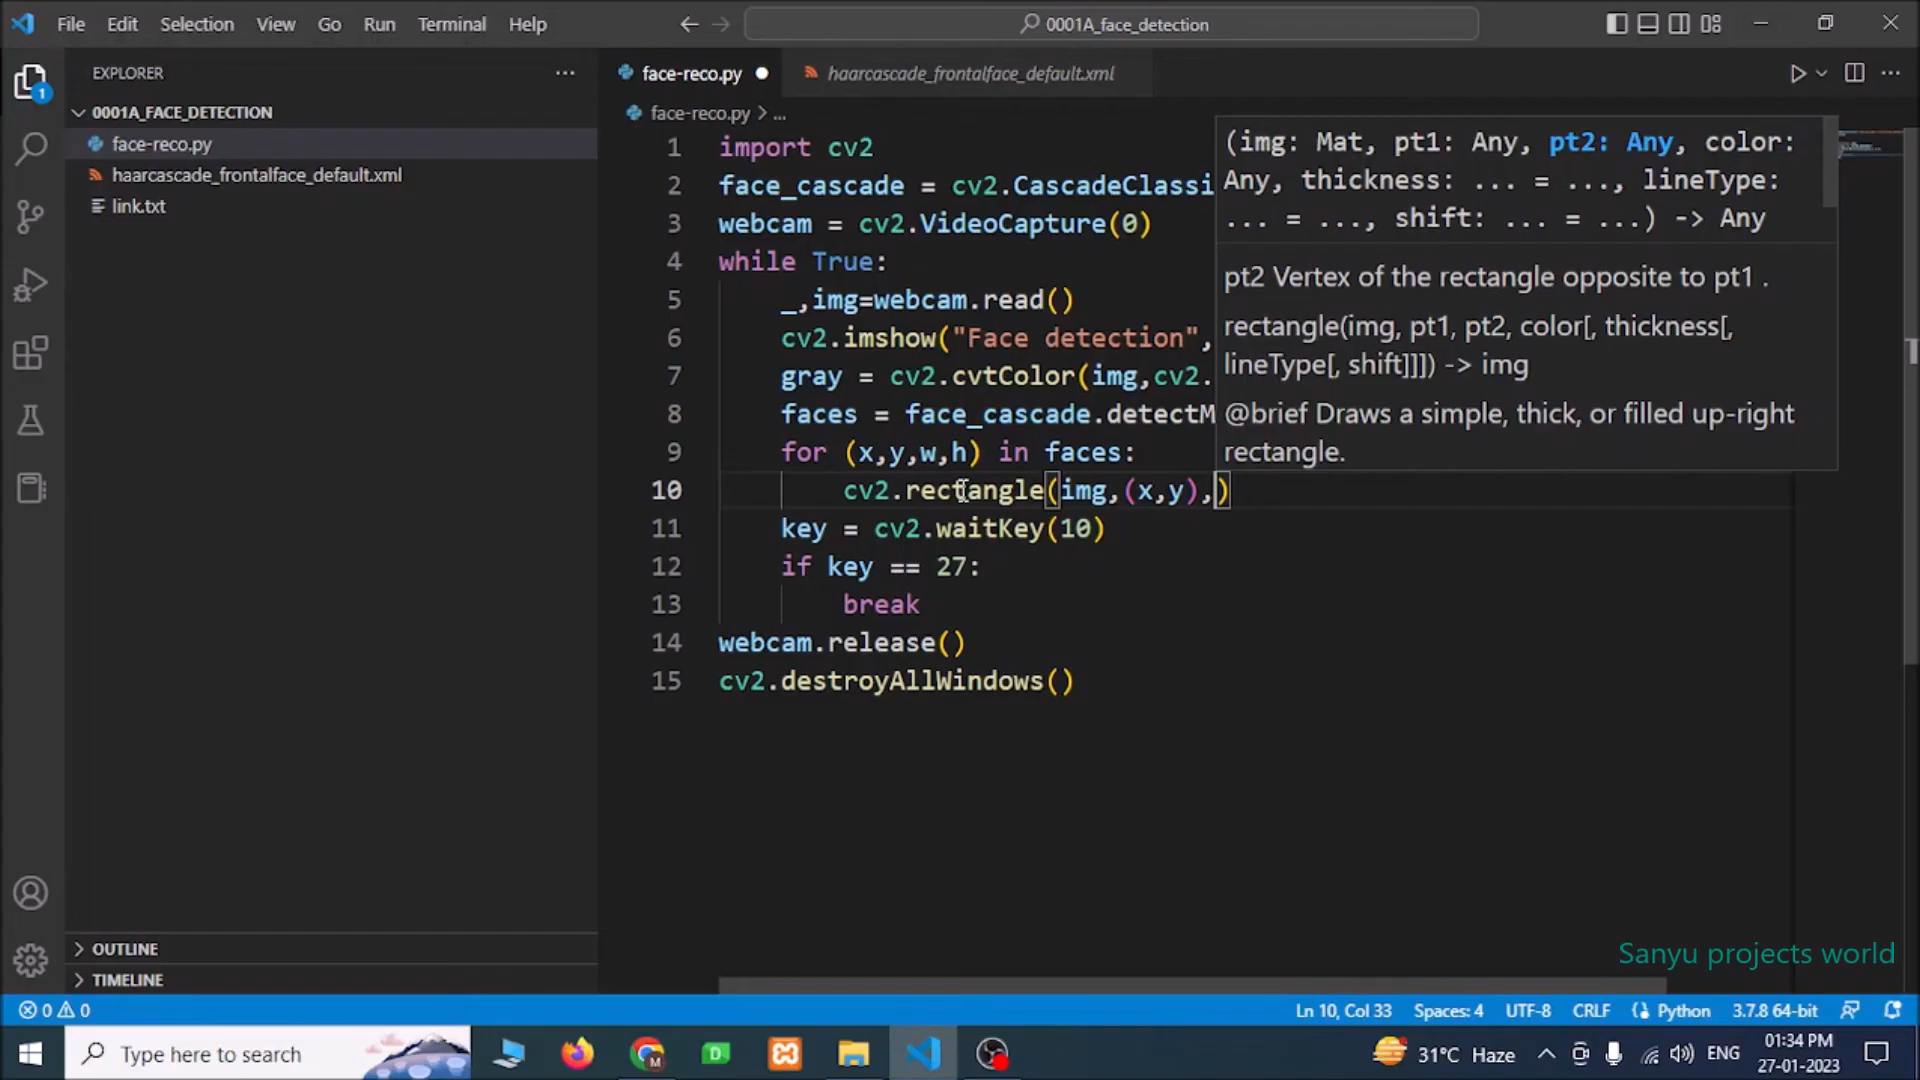 File Edit Selection View Go Run Terminal Help
0001A_face_detection
EXPLORER
0001A_FACE_DETECTION
face-reco.py
haarcascade_frontalface_default.xml
link.txt
OUTLINE
TIMELINE
face-reco.py haarcascade_frontalface_default.xml
face-reco.py > ...
1 import cv2
2 face_cascade = cv2.CascadeClassi
3 webcam = cv2.VideoCapture(0)
4 while True:
5 _,img=webcam.read()
6 cv2.imshow("Face detection",
7 gray = cv2.cvtColor(img,cv2.
8 faces = face_cascade.detectM
9 for (x,y,w,h) in faces:
10 cv2.rectangle(img,(x,y),)
11 key = cv2.waitKey(10)
12 if key == 27:
13 break
14 webcam.release()
15 cv2.destroyAllWindows()
(img: Mat, pt1: Any, pt2: Any, color:
Any, thickness: ... = ..., lineType:
... = ..., shift: ... = ...) -> Any
pt2 Vertex of the rectangle opposite to pt1 .
rectangle(img, pt1, pt2, color[, thickness[,
lineType[, shift]]]) -> img
@brief Draws a simple, thick, or filled up-right
rectangle.
Sanyu projects world
0 0 Ln 10, Col 33 Spaces: 4 UTF-8 CRLF Python 3.7.8 64-bit
Type here to search
31°C Haze ENG
01:34 PM
27-01-2023